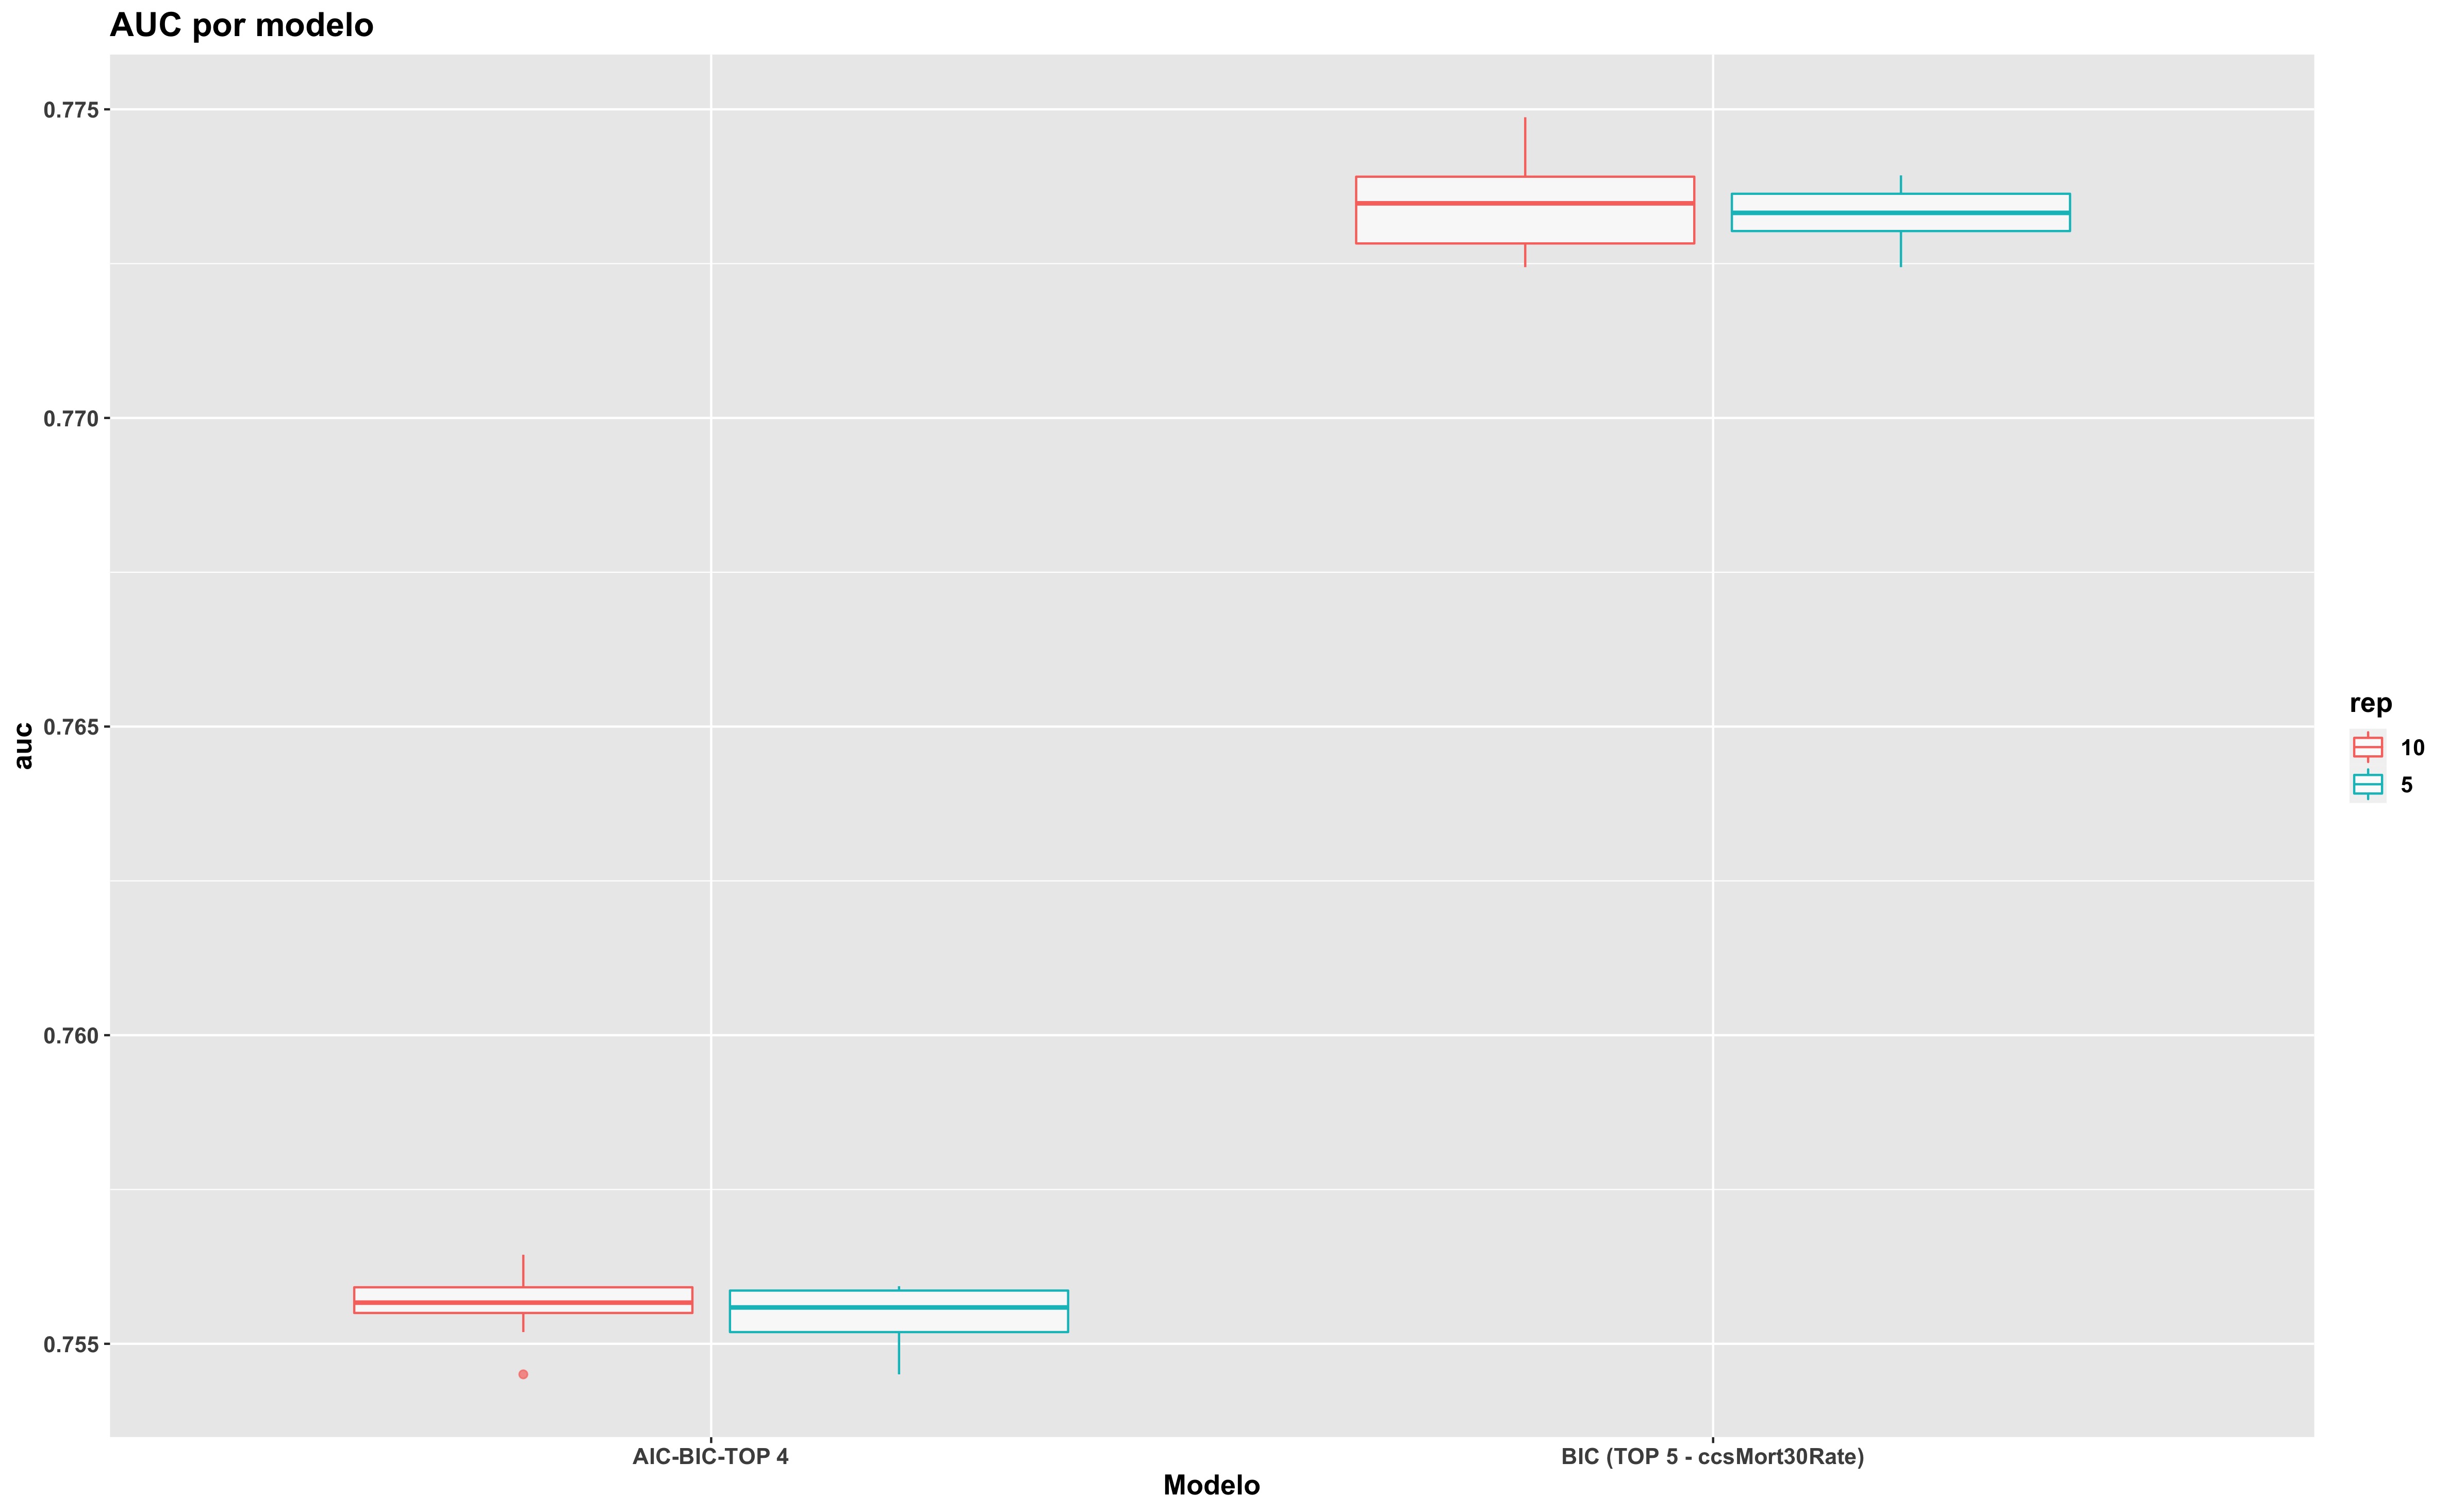 AUC por modelo
0.775
0.770
0.765
0.760
0.755
auc
AIC-BIC-TOP 4
BIC (TOP 5 - ccsMort30Rate)
Modelo
rep
10
5